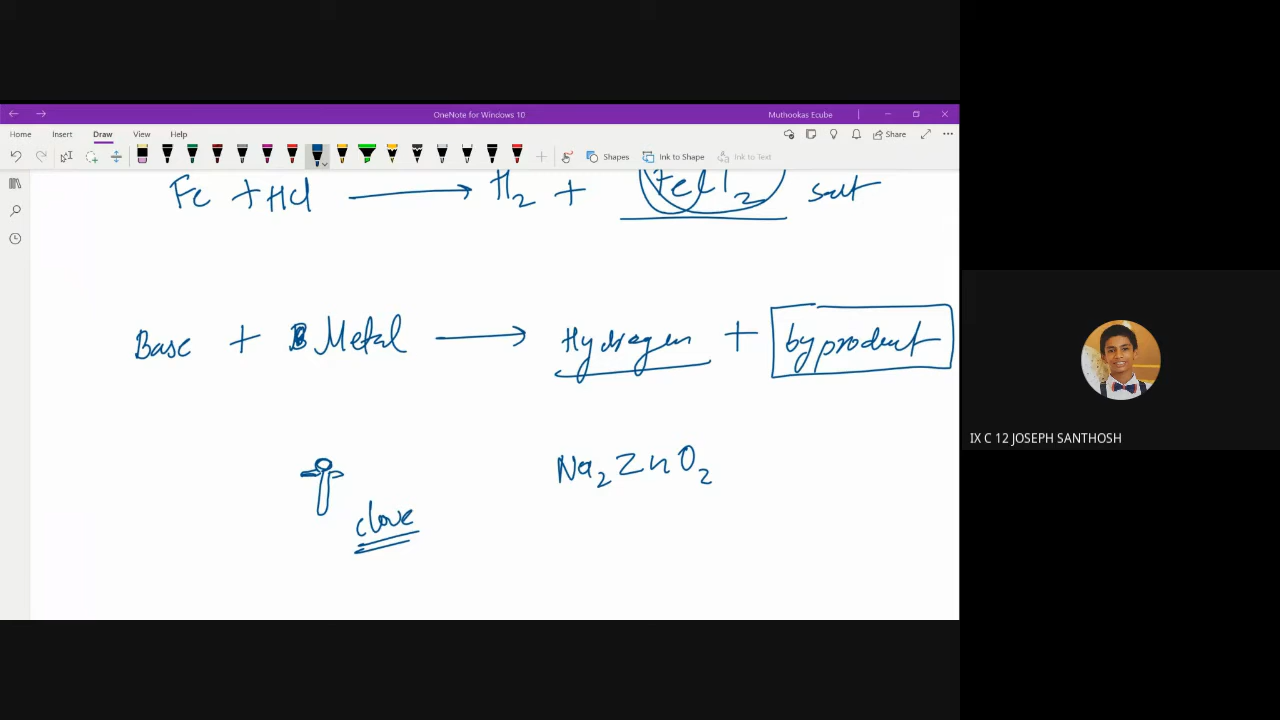 OneNote for Windows 10
Muthookas Ecube
Home Insert Draw View Help
Share
Shapes Ink to Shape Ink to Text
Fe + HCl → H2 + FeCl2 salt
Base + Metal → Hydrogen + byproduct
Na2ZnO2
clove
IX C 12 JOSEPH SANTHOSH